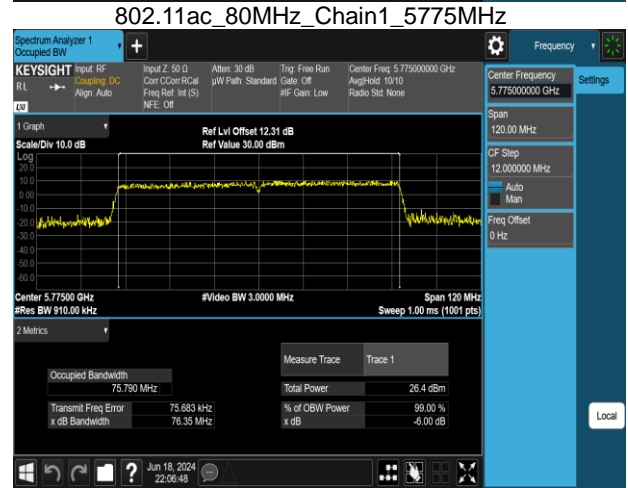 802.11ac_80MHz_Chain1_5775MHz
Spectrum Analyzer 1
Occupied BW
+
Frequency
KEYSIGHT
RL
Input: RF
Coupling: DC
Align: Auto
Input Z: 50 Ω
Corr CCorr RCal
Freq Ref: Int (S)
NFE: Off
Atten: 30 dB
µW Path: Standard
Trig: Free Run
Gate: Off
#IF Gain: Low
Center Freq: 5.775000000 GHz
Avg|Hold: 10/10
Radio Std: None
LXI
Center Frequency
5.775000000 GHz
Settings
Span
120.00 MHz
CF Step
12.000000 MHz
Auto
Man
Freq Offset
0 Hz
Local
1 Graph
Scale/Div 10.0 dB
Ref Lvl Offset 12.31 dB
Ref Value 30.00 dBm
Log
20.0
10.0
0.00
-10.0
-20.0
-30.0
-40.0
-50.0
-60.0
Center 5.77500 GHz
#Video BW 3.0000 MHz
Span 120 MHz
#Res BW 910.00 kHz
Sweep 1.00 ms (1001 pts)
2 Metrics
Measure Trace
Trace 1
Occupied Bandwidth
75.790 MHz
Total Power
26.4 dBm
Transmit Freq Error
75.683 kHz
% of OBW Power
99.00 %
x dB Bandwidth
76.35 MHz
x dB
-6.00 dB
?
Jun 18, 2024
22:06:48